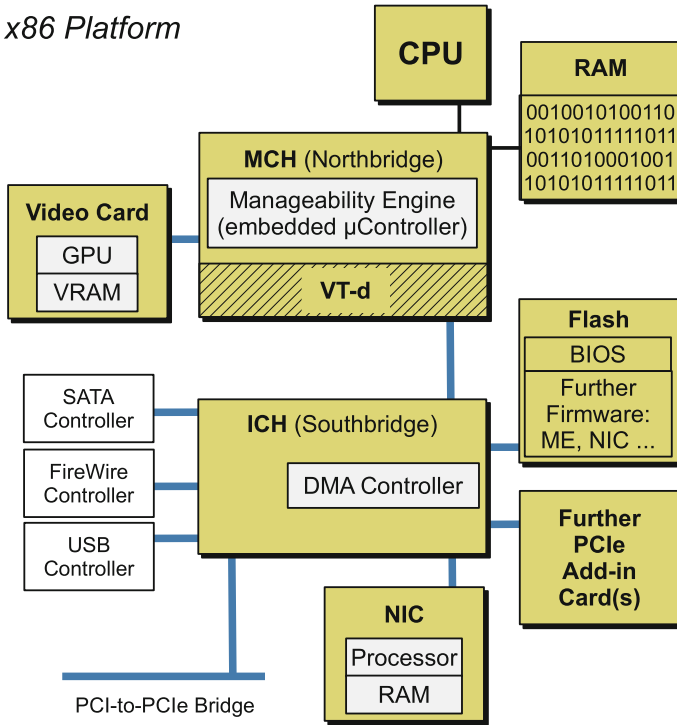 x86 Platform
CPU
RAM
0010010100110
1010101111011
0011010001001
1010101111011
MCH (Northbridge)
Manageability Engine
(embedded µController)
VT-d
Video Card
GPU
VRAM
Flash
BIOS
Further
Firmware:
ME, NIC ...
SATA
Controller
FireWire
Controller
USB
Controller
ICH (Southbridge)
DMA Controller
Further
PCIe
Add-in
Card(s)
NIC
Processor
RAM
PCI-to-PCIe Bridge